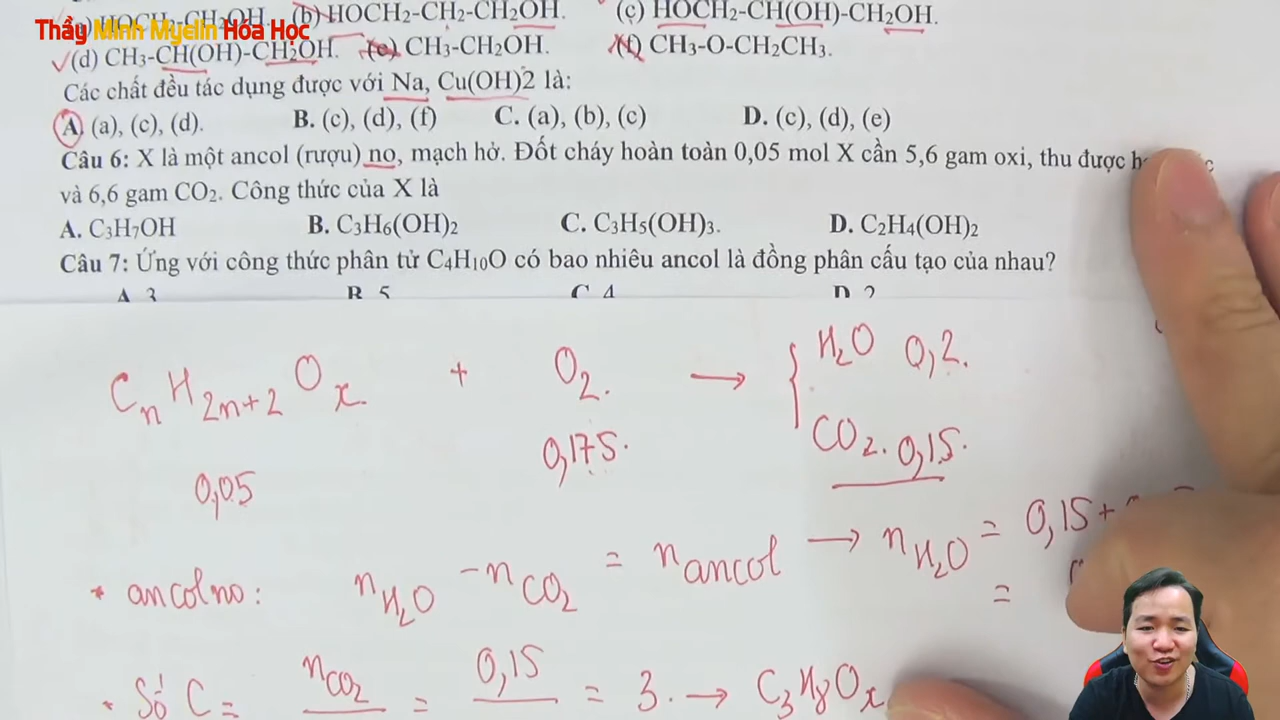 Thầy Minh Myelin Hóa Học
HOCH2-CH2OH. (b) HOCH2-CH2-CH2OH. (c) HOCH2-CH(OH)-CH2OH.
(d) CH3-CH(OH)-CH2OH. (e) CH3-CH2OH. (f) CH3-O-CH2CH3.
Các chất đều tác dụng được với Na, Cu(OH)2 là:
A. (a), (c), (d). B. (c), (d), (f) C. (a), (b), (c) D. (c), (d), (e)
Câu 6: X là một ancol (rượu) no, mạch hở. Đốt cháy hoàn toàn 0,05 mol X cần 5,6 gam oxi, thu được
và 6,6 gam CO2. Công thức của X là
A. C3H7OH B. C3H6(OH)2 C. C3H5(OH)3. D. C2H4(OH)2
Câu 7: Ứng với công thức phân tử C4H10O có bao nhiêu ancol là đồng phân cấu tạo của nhau?
A 3 B 5 C 4 D 2
CnH2n+2Ox + O2. → { H2O 0,2.
CO2. 0,15.
0,05 0,175.
* ancol no: nH2O - nCO2 = nancol → nH2O = 0,15 +
=
* Số C = nCO2 = 0,15 = 3. → C3H8Ox